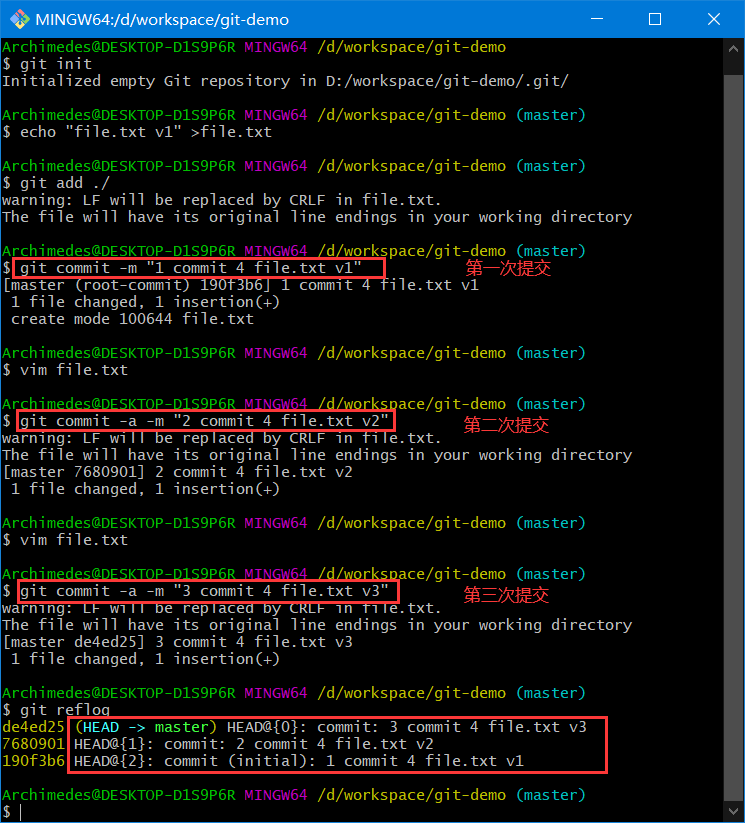 MINGW64:/d/workspace/git-demo
Archimedes@DESKTOP-D1S9P6R MINGW64 /d/workspace/git-demo
$ git init
Initialized empty Git repository in D:/workspace/git-demo/.git/
Archimedes@DESKTOP-D1S9P6R MINGW64 /d/workspace/git-demo (master)
$ echo "file.txt v1" >file.txt
Archimedes@DESKTOP-D1S9P6R MINGW64 /d/workspace/git-demo (master)
$ git add ./
warning: LF will be replaced by CRLF in file.txt.
The file will have its original line endings in your working directory
Archimedes@DESKTOP-D1S9P6R MINGW64 /d/workspace/git-demo (master)
$ git commit -m "1 commit 4 file.txt v1" 第一次提交
[master (root-commit) 190f3b6] 1 commit 4 file.txt v1
1 file changed, 1 insertion(+)
create mode 100644 file.txt
Archimedes@DESKTOP-D1S9P6R MINGW64 /d/workspace/git-demo (master)
$ vim file.txt
Archimedes@DESKTOP-D1S9P6R MINGW64 /d/workspace/git-demo (master)
$ git commit -a -m "2 commit 4 file.txt v2" 第二次提交
warning: LF will be replaced by CRLF in file.txt.
The file will have its original line endings in your working directory
[master 7680901] 2 commit 4 file.txt v2
1 file changed, 1 insertion(+)
Archimedes@DESKTOP-D1S9P6R MINGW64 /d/workspace/git-demo (master)
$ vim file.txt
Archimedes@DESKTOP-D1S9P6R MINGW64 /d/workspace/git-demo (master)
$ git commit -a -m "3 commit 4 file.txt v3" 第三次提交
warning: LF will be replaced by CRLF in file.txt.
The file will have its original line endings in your working directory
[master de4ed25] 3 commit 4 file.txt v3
1 file changed, 1 insertion(+)
Archimedes@DESKTOP-D1S9P6R MINGW64 /d/workspace/git-demo (master)
$ git reflog
de4ed25 (HEAD -> master) HEAD@{0}: commit: 3 commit 4 file.txt v3
7680901 HEAD@{1}: commit: 2 commit 4 file.txt v2
190f3b6 HEAD@{2}: commit (initial): 1 commit 4 file.txt v1
Archimedes@DESKTOP-D1S9P6R MINGW64 /d/workspace/git-demo (master)
$